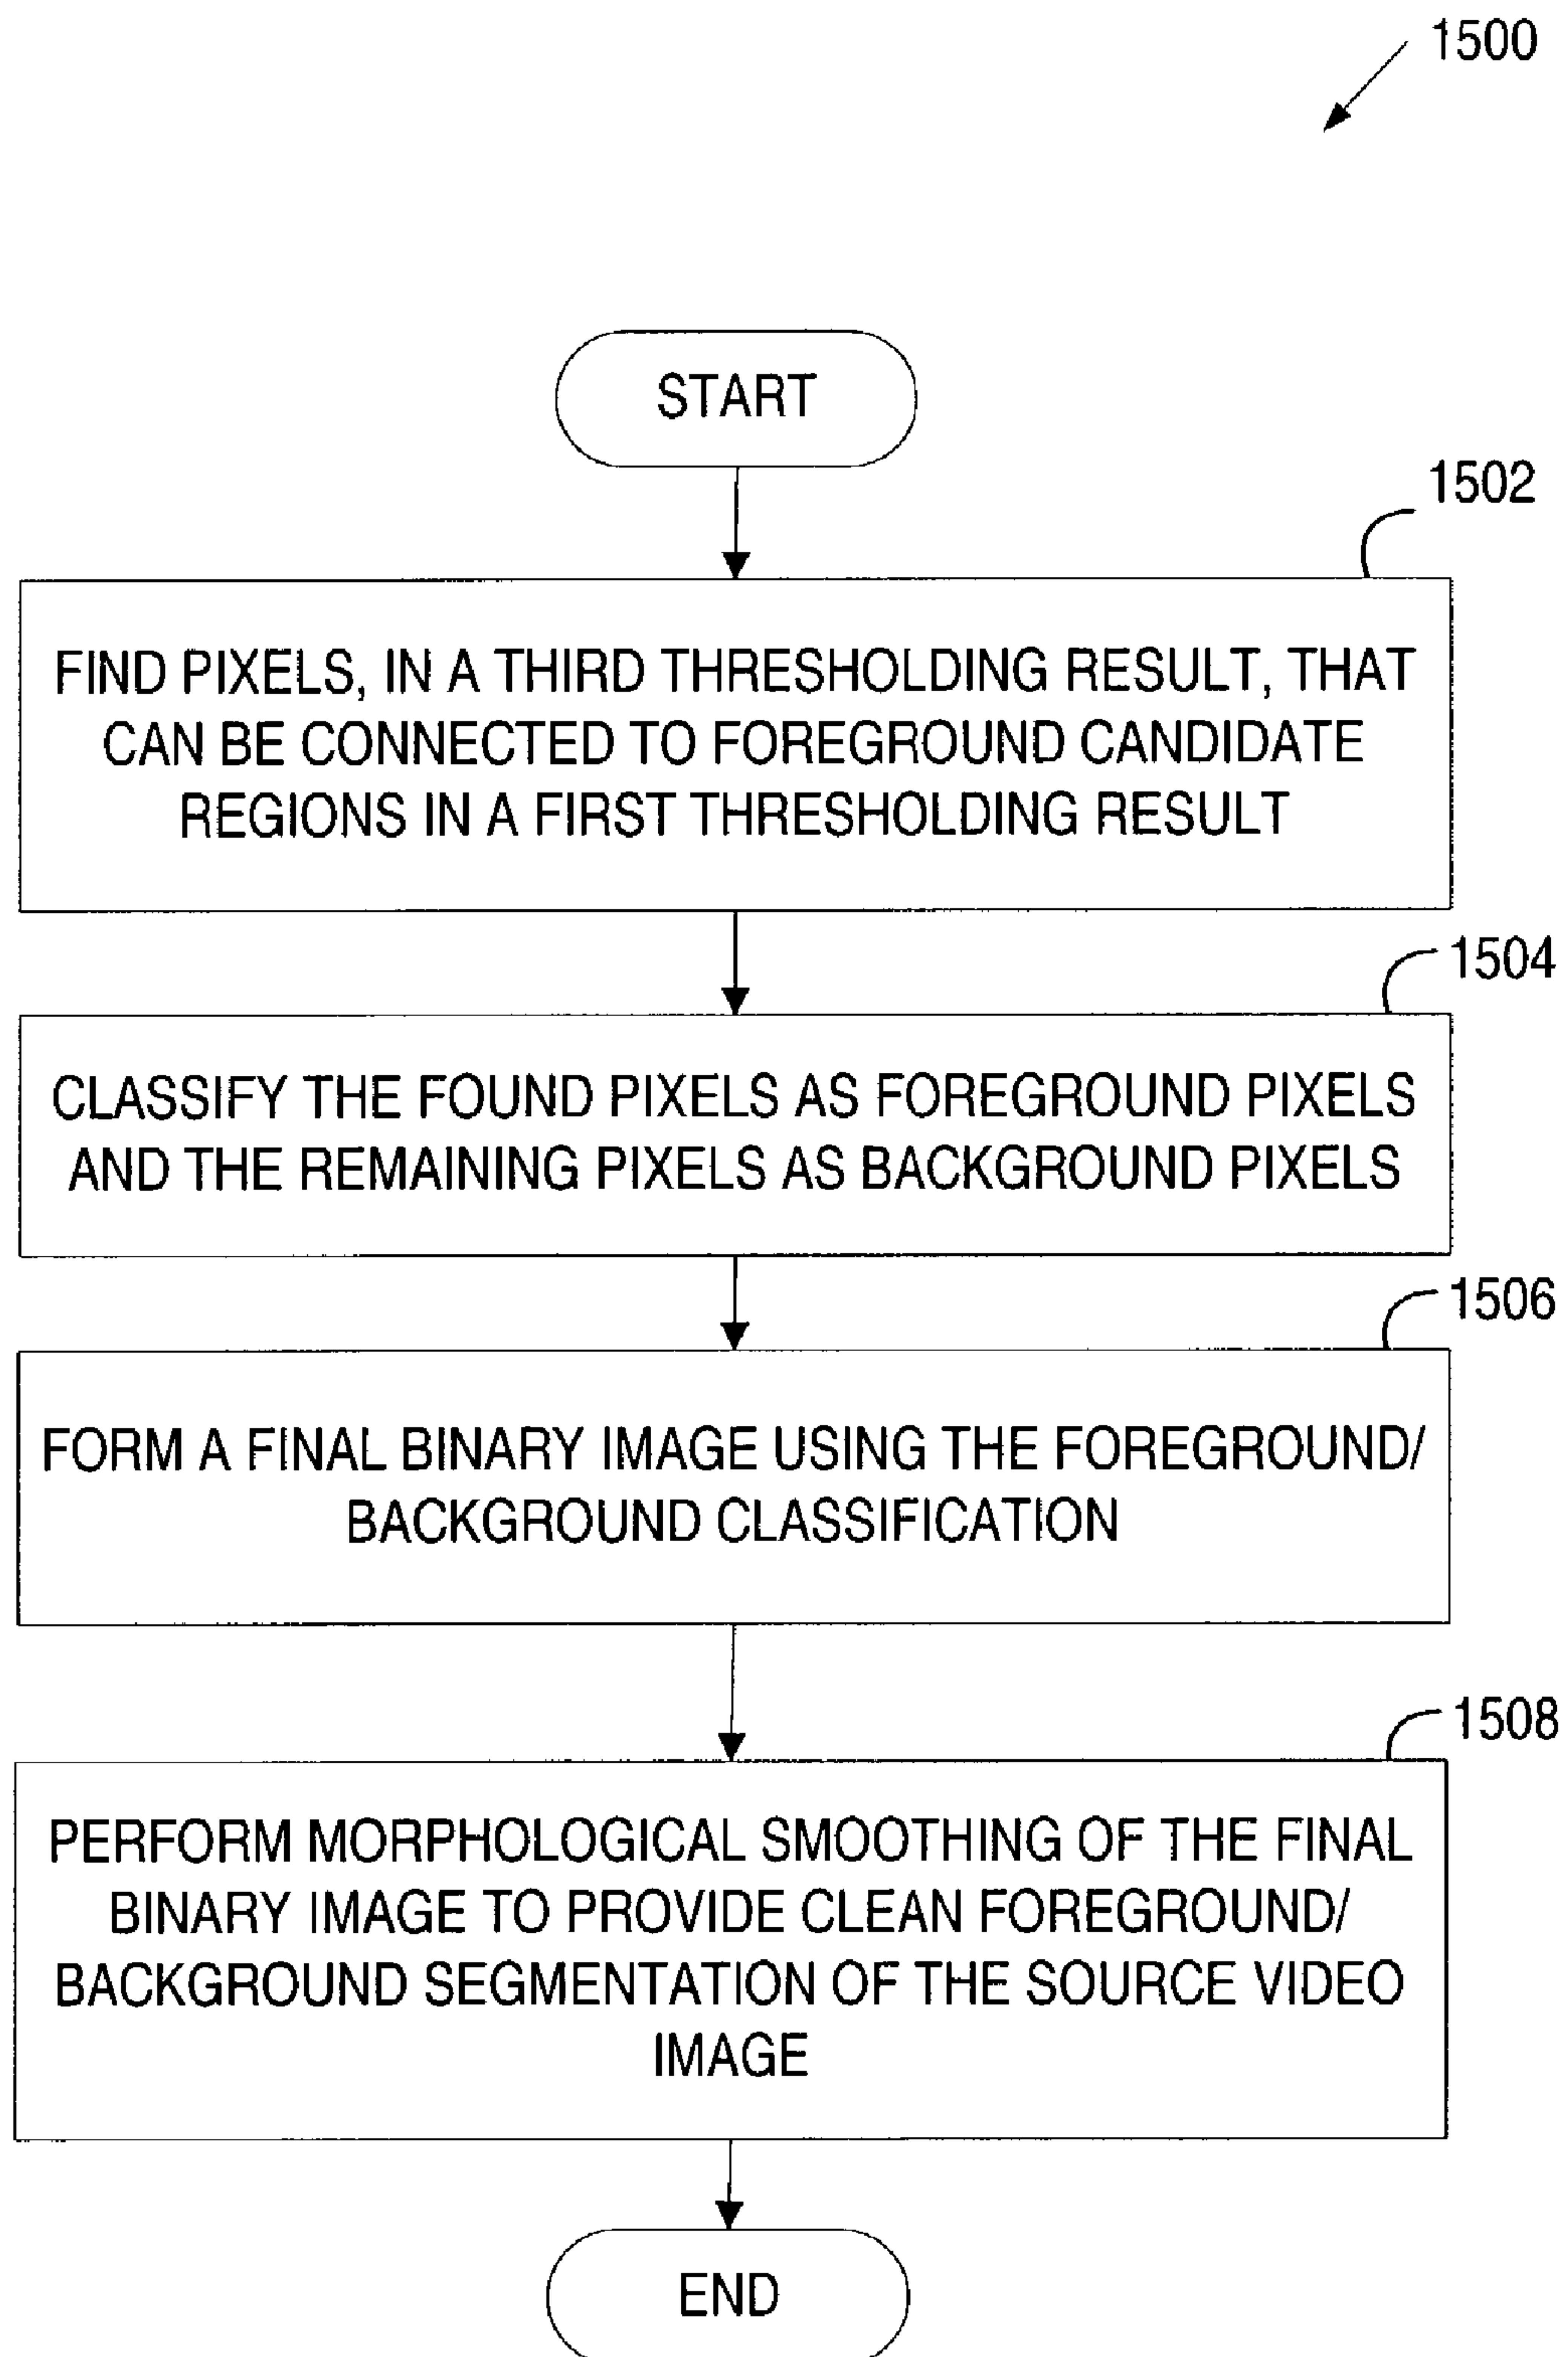 1500
START
1502
FIND PIXELS, IN A THIRD THRESHOLDING RESULT, THAT
CAN BE CONNECTED TO FOREGROUND CANDIDATE
REGIONS IN A FIRST THRESHOLDING RESULT
1504
CLASSIFY THE FOUND PIXELS AS FOREGROUND PIXELS
AND THE REMAINING PIXELS AS BACKGROUND PIXELS
1506
FORM A FINAL BINARY IMAGE USING THE FOREGROUND/
BACKGROUND CLASSIFICATION
1508
PERFORM MORPHOLOGICAL SMOOTHING OF THE FINAL
BINARY IMAGE TO PROVIDE CLEAN FOREGROUND/
BACKGROUND SEGMENTATION OF THE SOURCE VIDEO
IMAGE
END